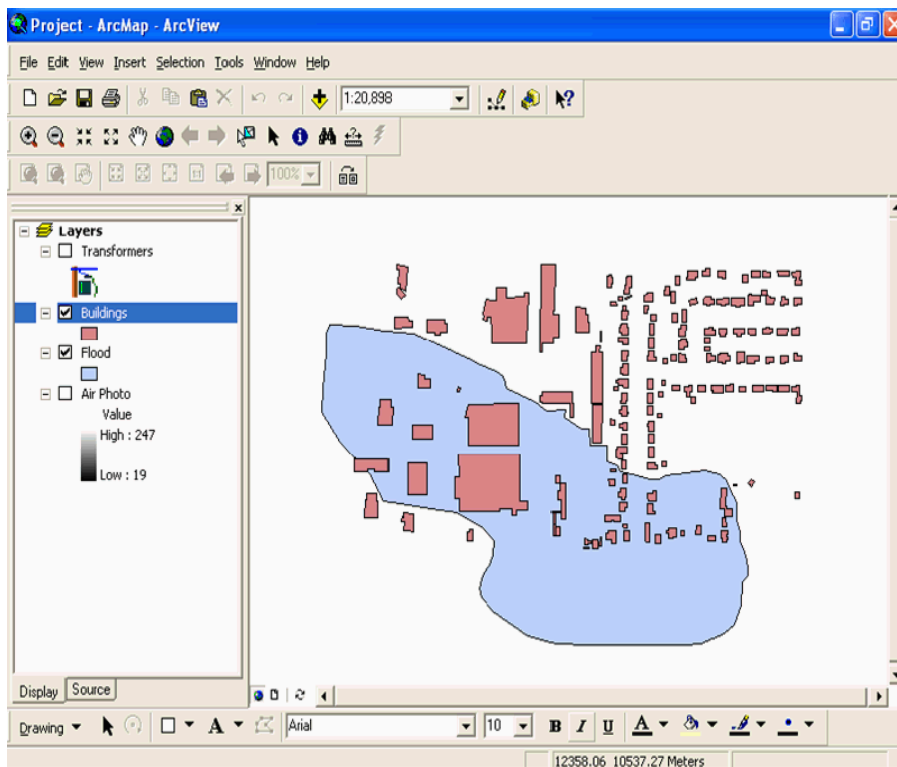 Project - ArcMap - ArcView
File Edit View Insert Selection Tools Window Help
1:20,898
100%
Layers
Transformers
Buildings
Flood
Air Photo
Value
High : 247
Low : 19
Display Source
Drawing A Arial 10 B I U A
12358.06 10537.27 Meters